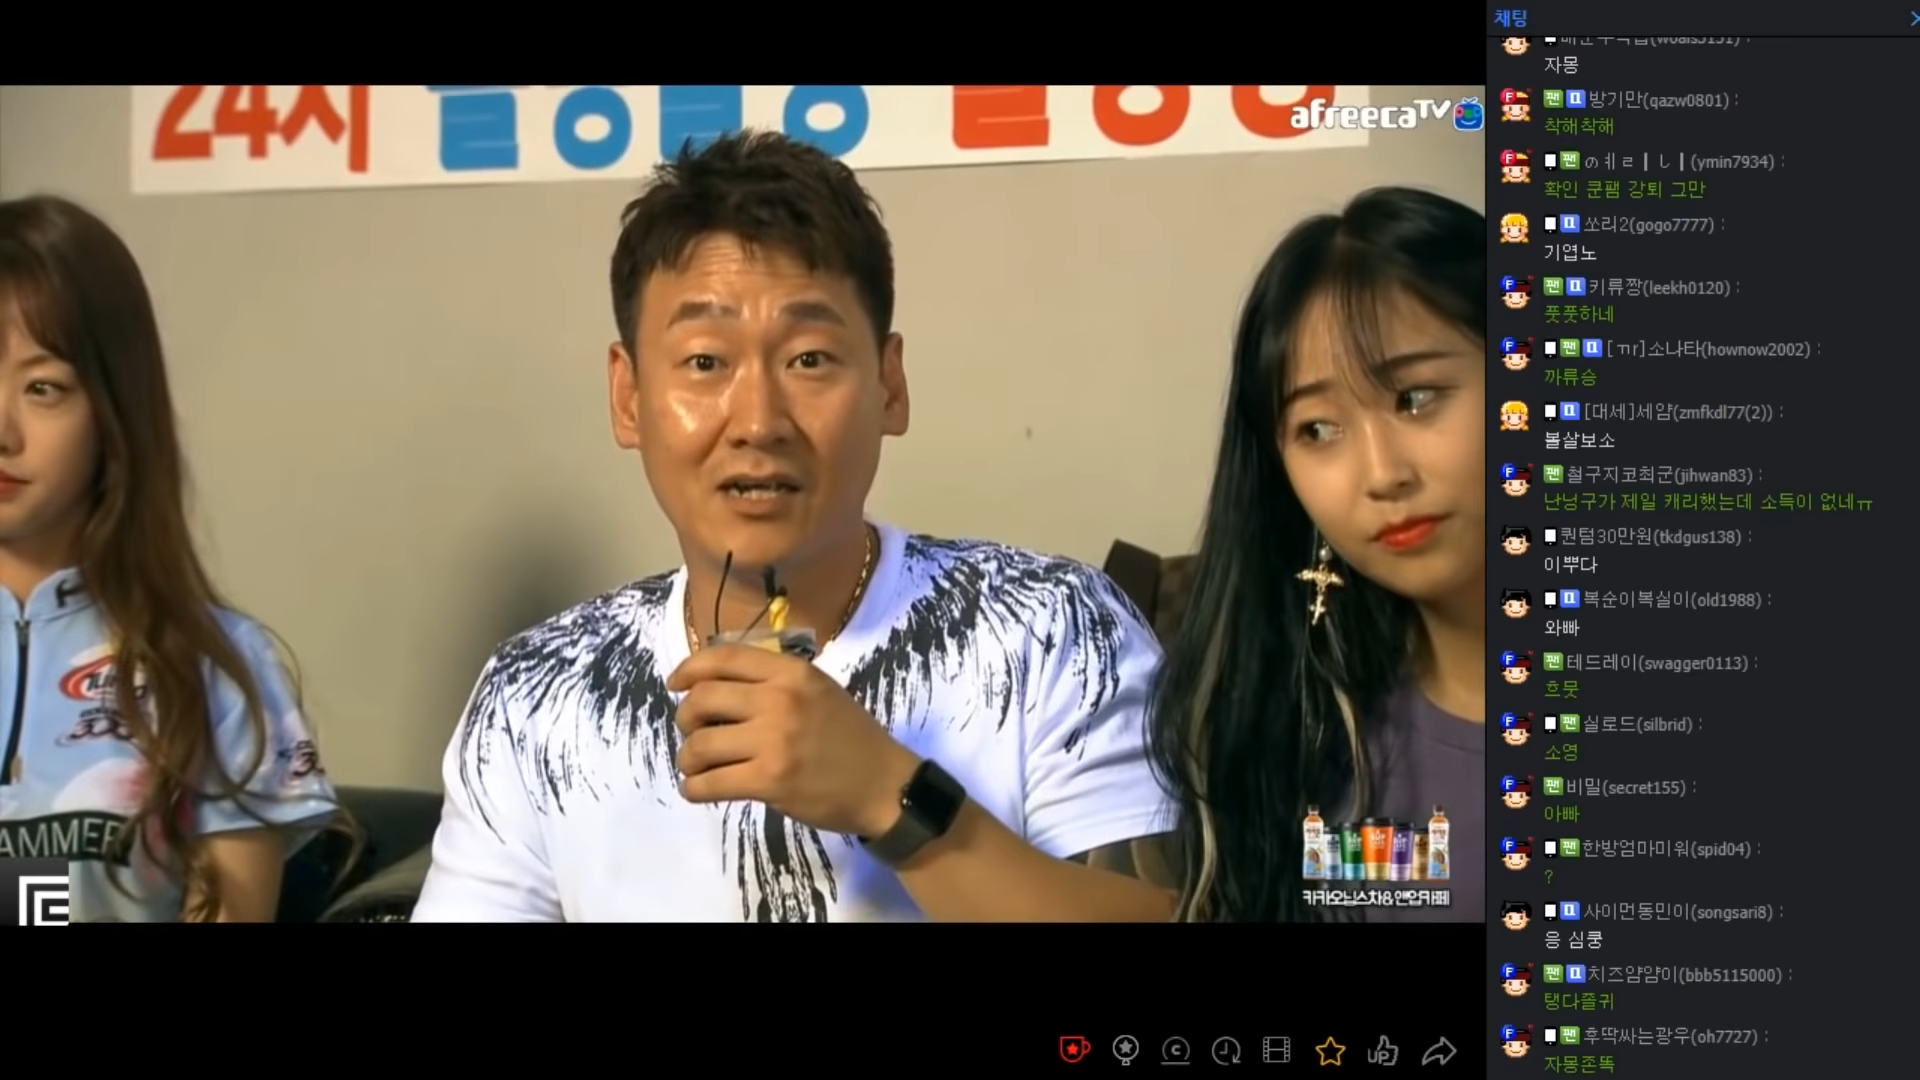 채팅
자몽
방기만(qazw0801) :
착해착해
(ymin7934) :
확인 쿤팸 강퇴 그만
쏘리2(gogo7777) :
기엽노
키류짱(leekh0120) :
풋풋하네
[ㄲr]소나타(hownow2002) :
까류승
[대세]세얌(zmfkdl77(2)) :
볼살보소
철구지코최군(jihwan83) :
난닝구가 제일 캐리했는데 소득이 없네ㅠ
퀀텀30만원(tkdgus138) :
이뿌다
복순이복실이(old1988) :
와빠
테드레이(swagger0113) :
흐뭇
실로드(silbrid) :
소영
비밀(secret155) :
아빠
한방엄마미워(spid04) :
?
사이먼동민이(songsari8) :
응 심쿵
치즈얌얌이(bbb5115000) :
탱다쫄귀
후딱싸는광우(oh7727) :
자몽존똑
24시
afreecaTV
AMMER
카카오닙스차&앤업카페
UP